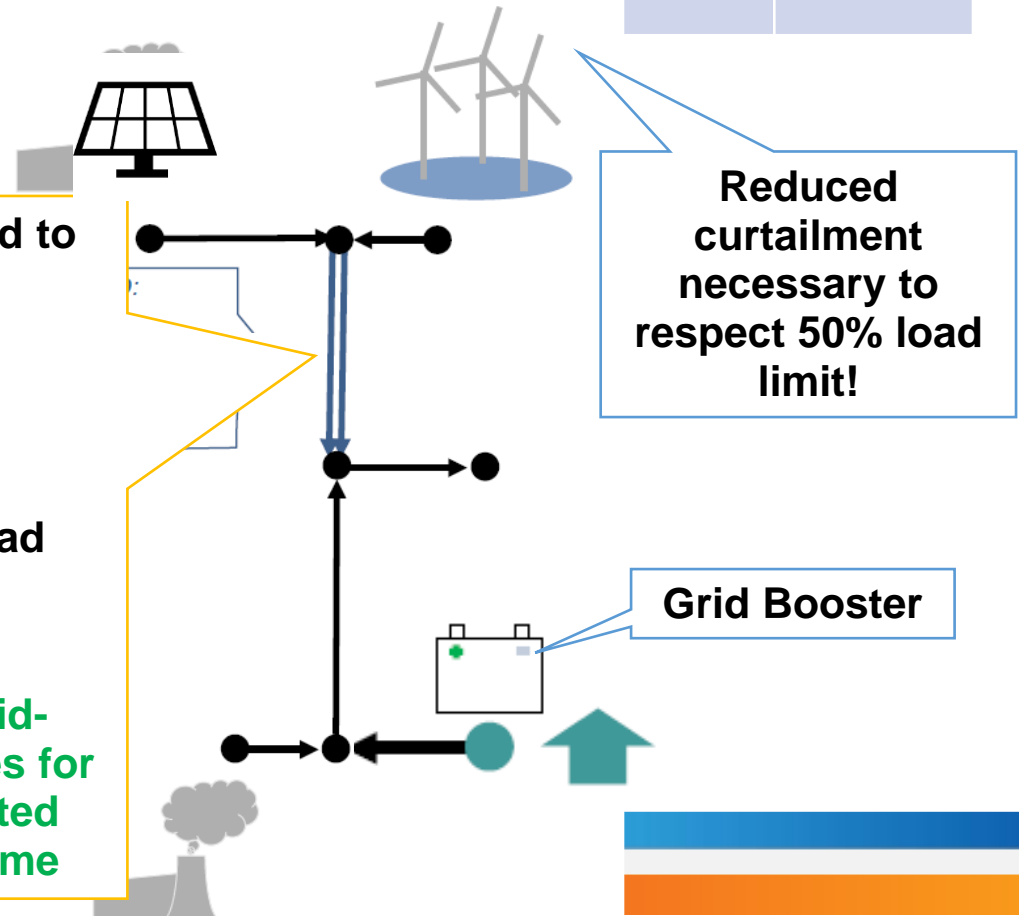 Reduced
curtailment
necessary to
respect 50% load
limit!
d to
ad
Grid Booster
id-
es for
ted
me